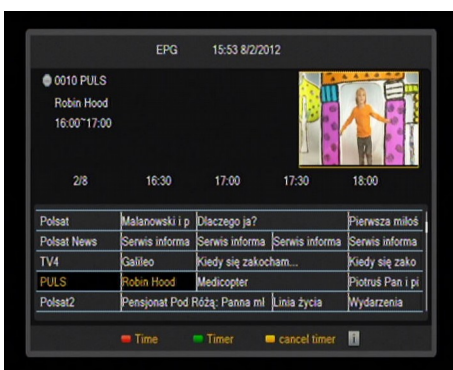 EPG 15:53 8/2/2012
0010 PULS
Robin Hood
16:00~17:00
2/8 16:30 17:00 17:30 18:00
Polsat Malanowski i p Dlaczego ja? Pierwsza miloś
Polsat News Serwis informa Serwis informa Serwis informa Serwis informa
TV4 Galileo Kiedy się zakocham... Kiedy się zako
PULS Robin Hood Medicopter Piotruś Pan i pi
Polsat2 Pensjonat Pod Różą: Panna mł Linia życia Wydarzenia
Time Timer cancel timer i